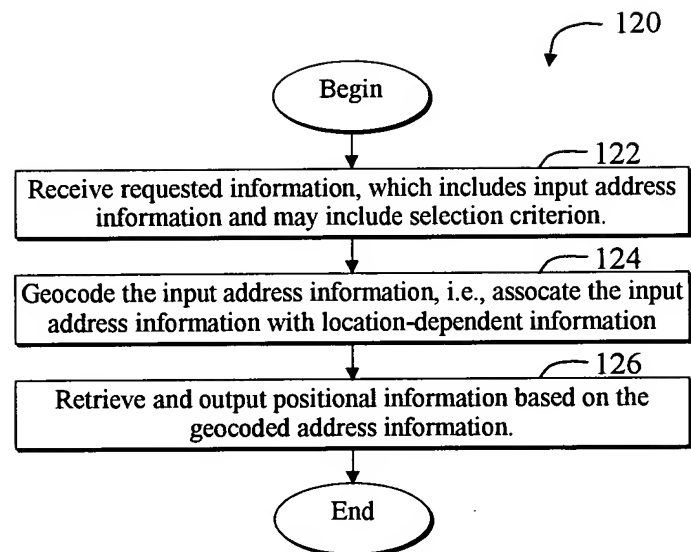 120
Begin
122
Receive requested information, which includes input address
information and may include selection criterion.
124
Geocode the input address information, i.e., assocate the input
address information with location-dependent information
126
Retrieve and output positional information based on the
geocoded address information.
End